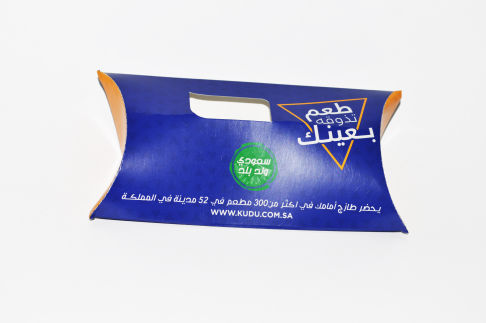 طعم
تذوقه
بعينك
سعودي
ولد بلد
يحضر طازج أمامك في اكثر من 300 مطعم في 52 مدينة في المملكة
WWW.KUDU.COM.SA